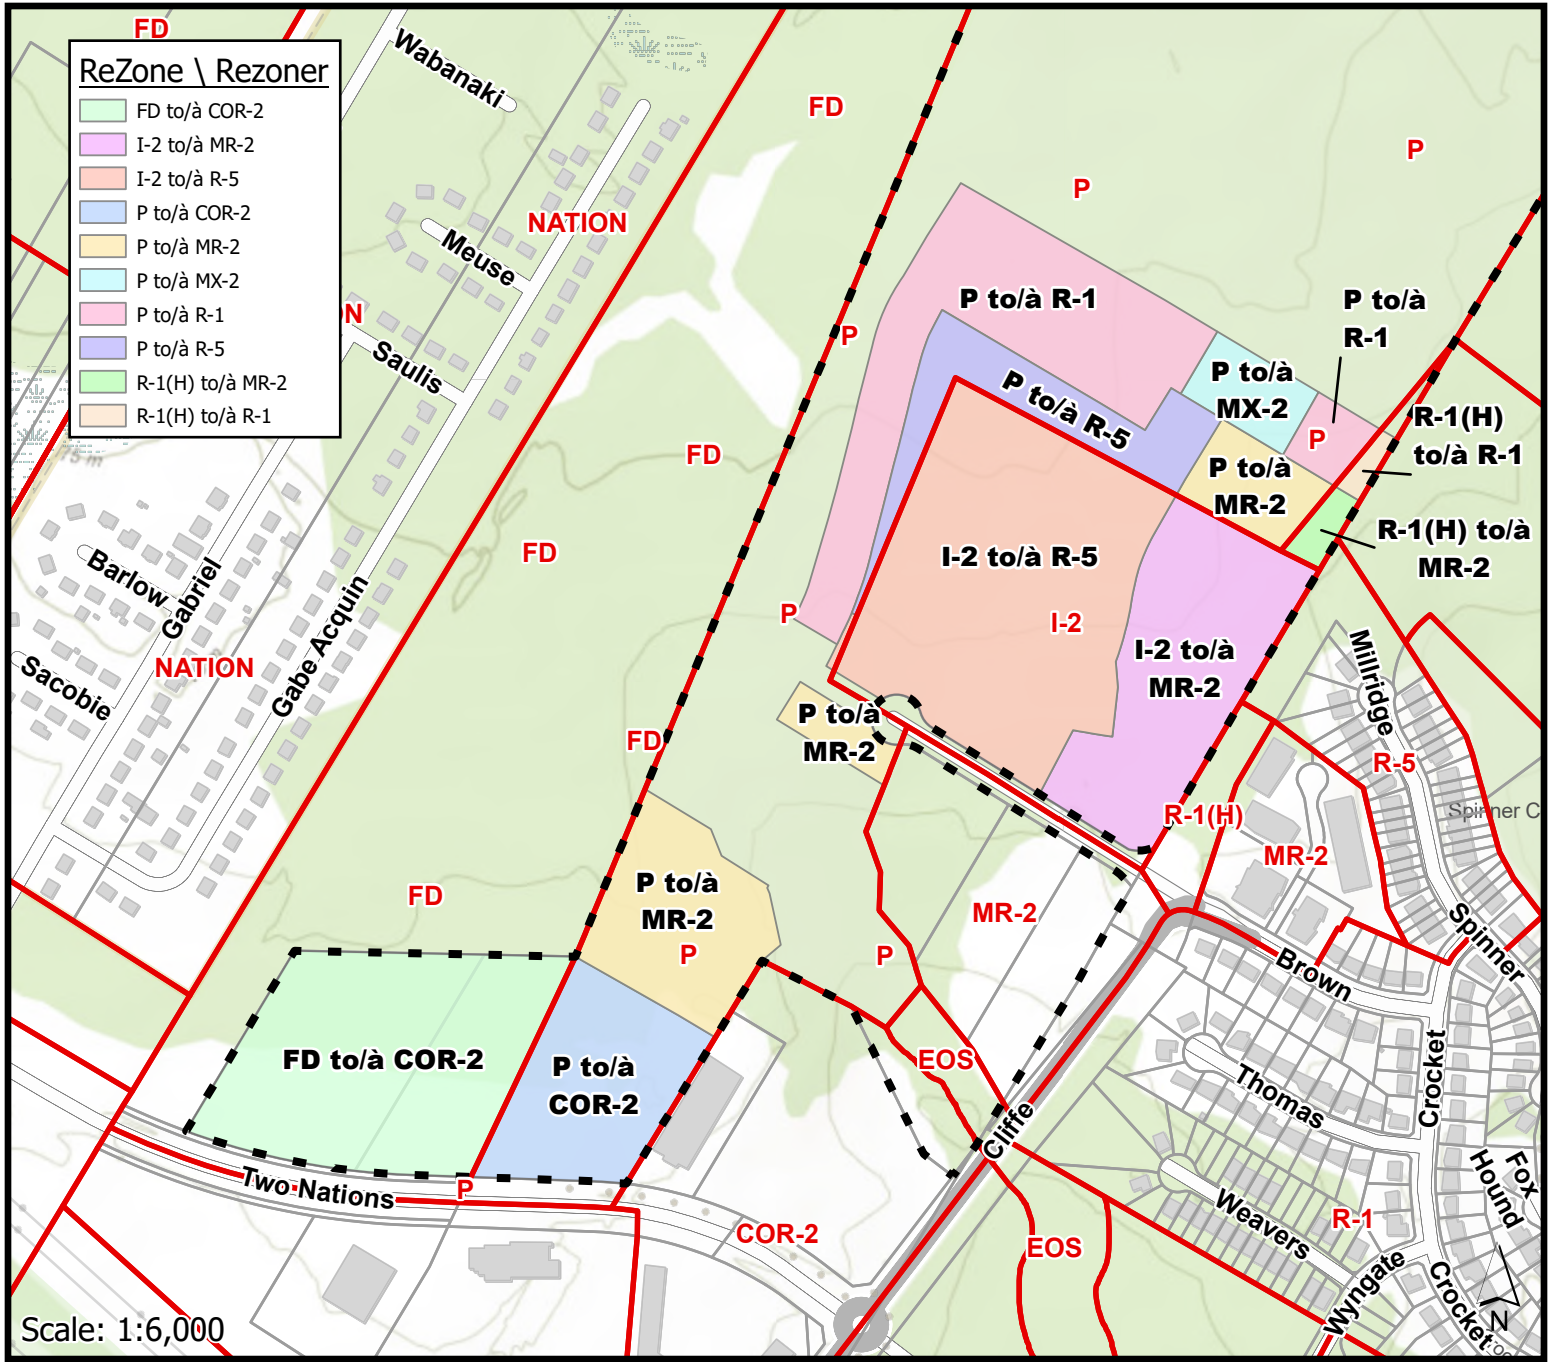 FD
ReZone \ Rezoner
FD to/à COR-2
I-2 to/à MR-2
I-2 to/à R-5
P to/à COR-2
P to/à MR-2
P to/à MX-2
P to/à R-1
P to/à R-5
R-1(H) to/à MR-2
R-1(H) to/à R-1
Wabanaki
FD
P
P
NATION
Meuse
P to/à R-1
P to/à
R-1
ON
P
Saulis
P to/à
MX-2
P to/à R-5
P
R-1(H)
to/à R-1
FD
75 m
P to/à
MR-2
R-1(H) to/à
MR-2
FD
I-2 to/à R-5
Barlow
Gabriel
Gabe Acquin
P
I-2
NATION
Sacobie
I-2 to/à
MR-2
Millridge
P to/à
MR-2
FD
R-5
R-1(H)
Spinner C
MR-2
P to/à
MR-2
FD
MR-2
Spinner
P
P
Brown
FD to/à COR-2
P to/à
COR-2
EOS
Thomas
Crocket
Cliffe
Two Nations
P
Fox
Hound
Weavers
R-1
COR-2
EOS
Wyngate
Crocket
N
Scale: 1:6,000